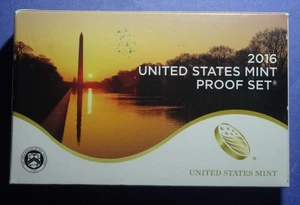 2016
UNITED STATES MINT
PROOF SET®
UNITED STATES MINT